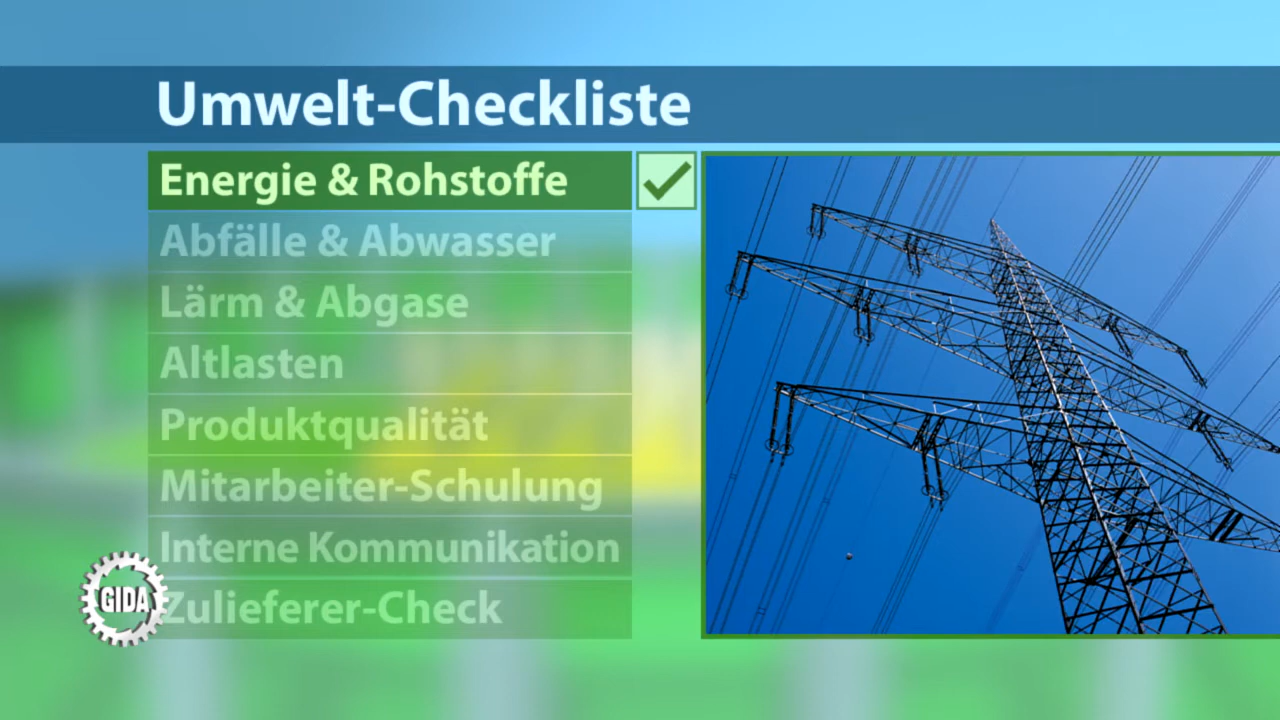 Umwelt-Checkliste
Energie & Rohstoffe
Abfälle & Abwasser
Lärm & Abgase
Altlasten
Produktqualität
Mitarbeiter-Schulung
Interne Kommunikation
Zulieferer-Check
GIDA